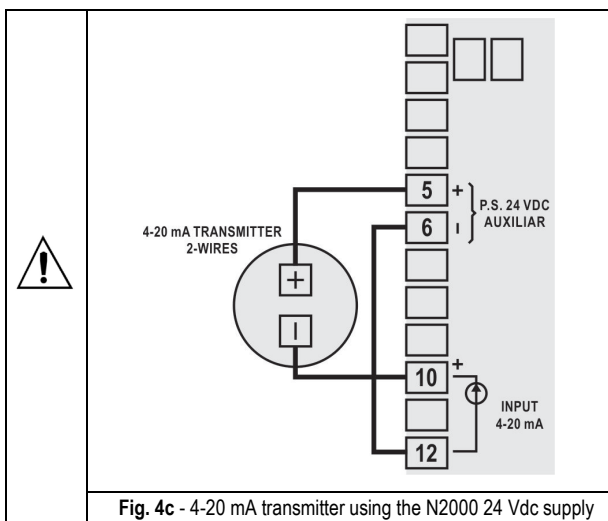 5 +
P.S. 24 VDC
6 –
AUXILIAR
4-20 mA TRANSMITTER
2-WIRES
+
–
10 +
INPUT
4-20 mA
12
Fig. 4c - 4-20 mA transmitter using the N2000 24 Vdc supply